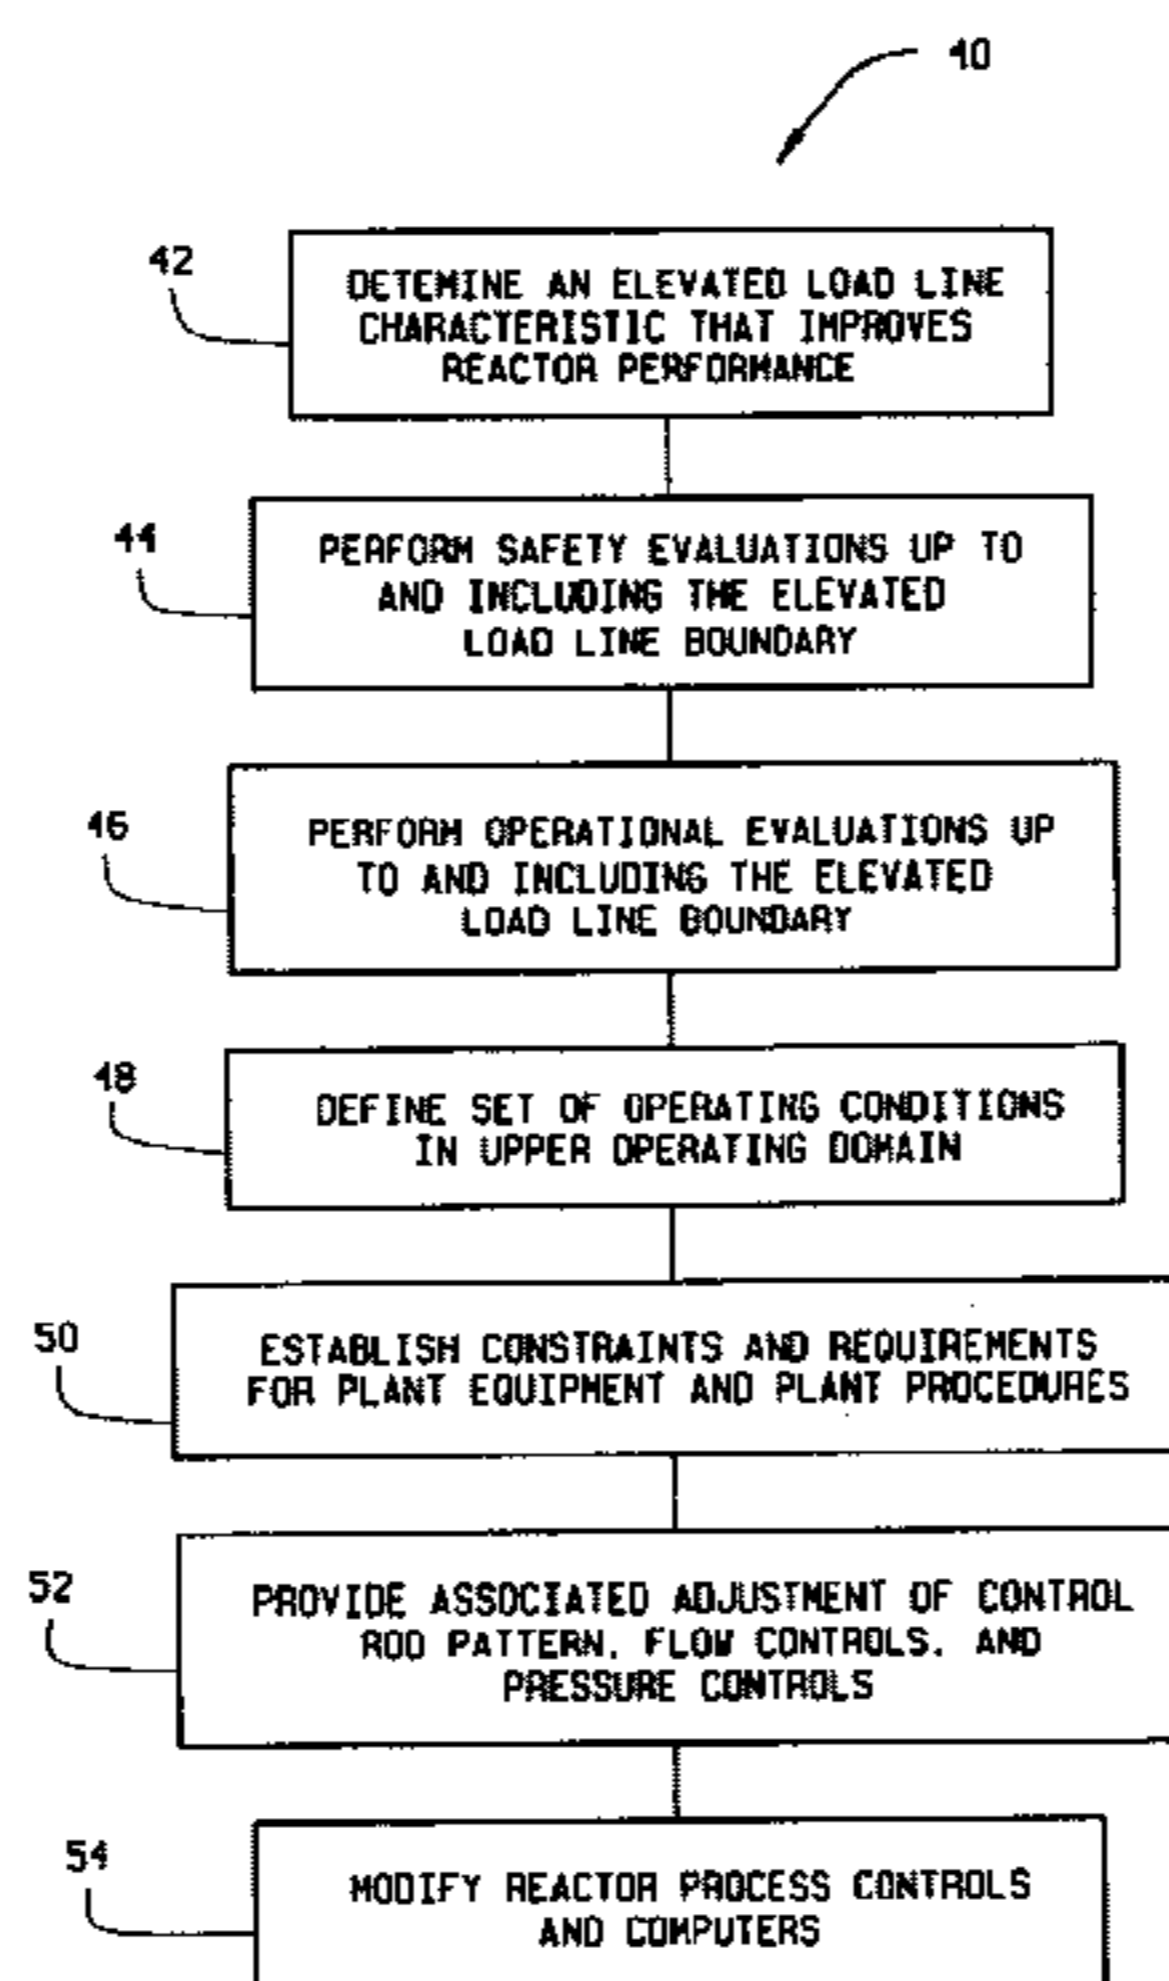 40
42
DETEMINE AN ELEVATED LOAD LINE
CHARACTERISTIC THAT IMPROVES
REACTOR PERFORMANCE
44
PERFORM SAFETY EVALUATIONS UP TO
AND INCLUDING THE ELEVATED
LOAD LINE BOUNDARY
46
PERFORM OPERATIONAL EVALUATIONS UP
TO AND INCLUDING THE ELEVATED
LOAD LINE BOUNDARY
48
DEFINE SET OF OPERATING CONDITIONS
IN UPPER OPERATING DOMAIN
50
ESTABLISH CONSTRAINTS AND REQUIREMENTS
FOR PLANT EQUIPMENT AND PLANT PROCEDURES
52
PROVIDE ASSOCIATED ADJUSTMENT OF CONTROL
ROD PATTERN, FLOW CONTROLS, AND
PRESSURE CONTROLS
54
MODIFY REACTOR PROCESS CONTROLS
AND COMPUTERS